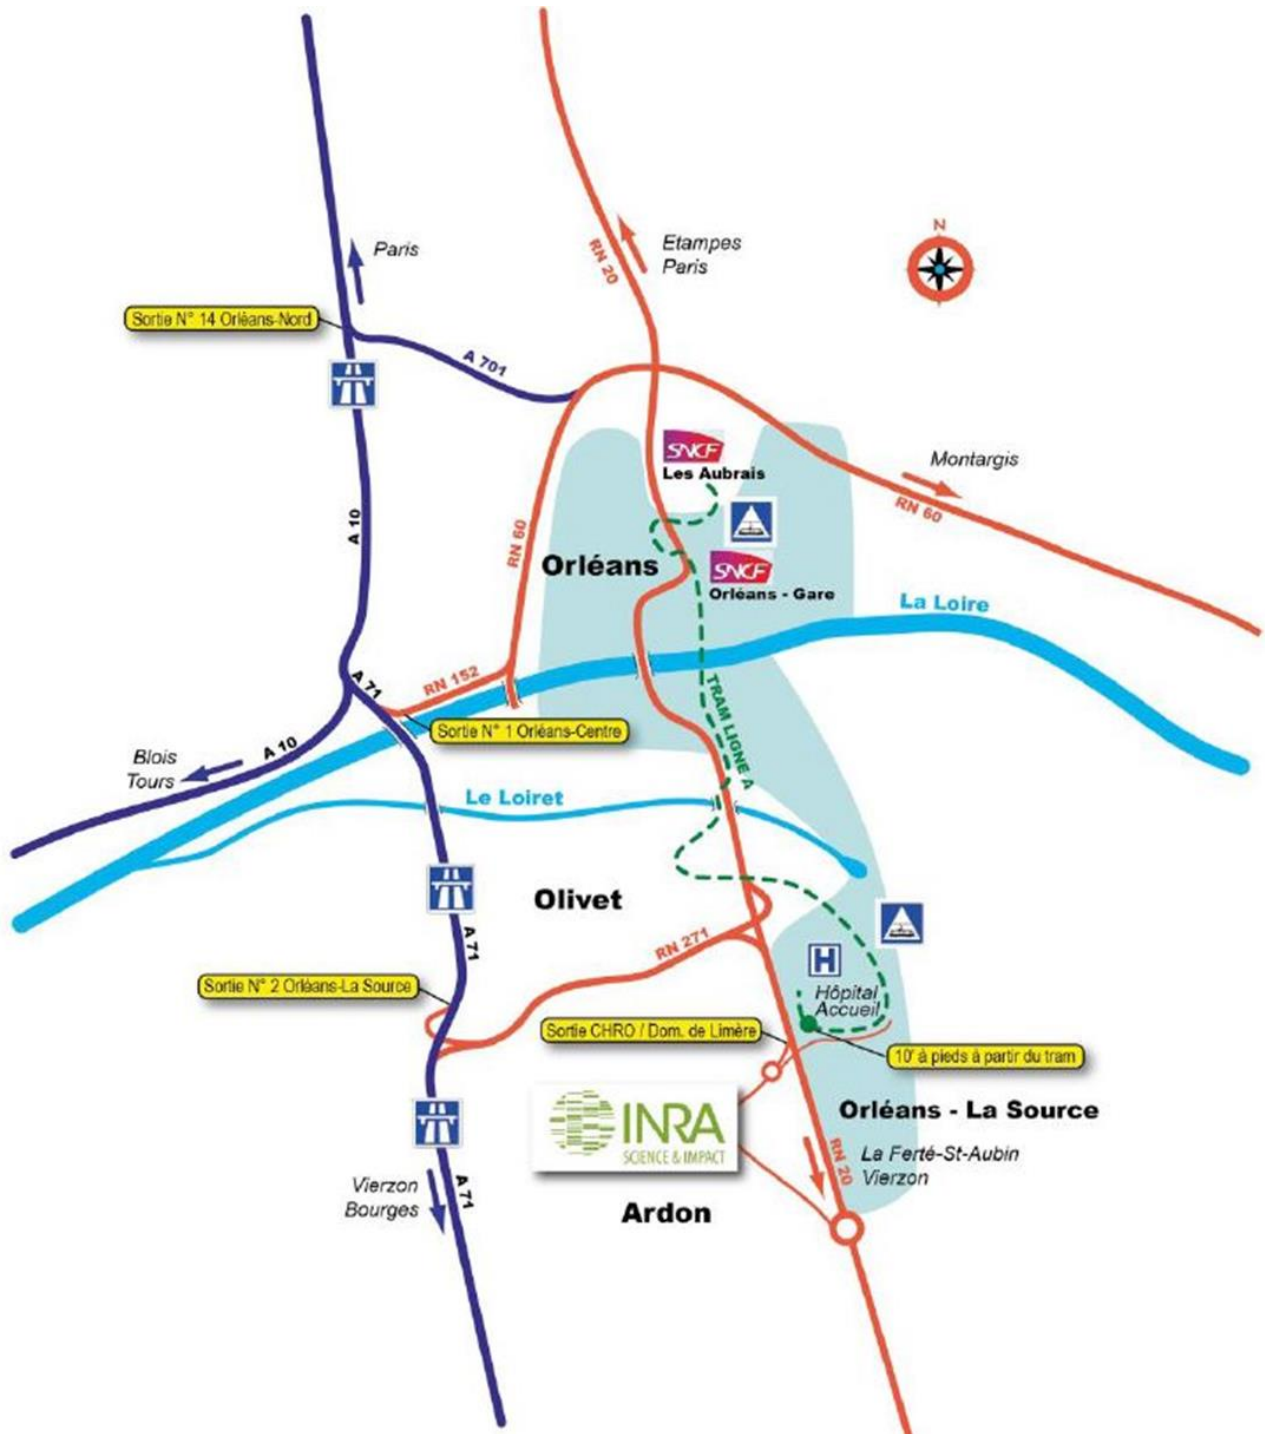 N
Paris
RN 20
Etampes
Paris
Sortie N° 14 Orléans-Nord
A 701
SNCF
Les Aubrais
Montargis
RN 60
A 10
RN 60
Orléans
SNCF
Orléans - Gare
La Loire
A 71
RN 152
TRAM LIGNE A
Sortie N° 1 Orléans-Centre
A 10
Blois
Tours
Le Loiret
Olivet
A 71
RN 271
H
Hôpital
Accueil
Sortie N° 2 Orléans-La Source
Sortie CHRO / Dom. de Limère
10' à pieds à partir du tram
INRA
SCIENCE & IMPACT
Orléans - La Source
RN 20
La Ferté-St-Aubin
Vierzon
Vierzon
Bourges
A 71
Ardon